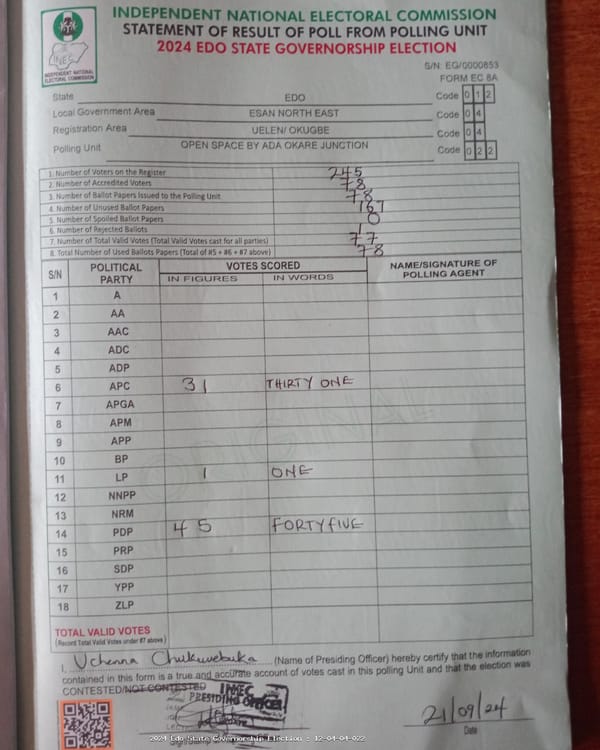 INDEPENDENT NATIONAL ELECTORAL COMMISSION
STATEMENT OF RESULT OF POLL FROM POLLING UNIT
2024 EDO STATE GOVERNORSHIP ELECTION
INEC
INDEPENDENT NATIONAL
ELECTORAL COMMISSION
S/N: EG/0000853
FORM EC 8A
State EDO Code 0 1 2
Local Government Area ESAN NORTH EAST Code 0 4
Registration Area UELEN/ OKUGBE Code 0 4
Polling Unit OPEN SPACE BY ADA OKARE JUNCTION Code 0 2 2
1. Number of Voters on the Register 245
2. Number of Accredited Voters 78
3. Number of Ballot Papers Issued to the Polling Unit 78
4. Number of Unused Ballot Papers 167
5. Number of Spoiled Ballot Papers 0
6. Number of Rejected Ballots 1
7. Number of Total Valid Votes (Total Valid Votes cast for all parties) 77
8. Total Number of Used Ballots Papers (Total of #5 + #6 + #7 above) 78
S/N POLITICAL PARTY VOTES SCORED NAME/SIGNATURE OF POLLING AGENT
IN FIGURES IN WORDS
1 A
2 AA
3 AAC
4 ADC
5 ADP
6 APC 31 THIRTY ONE
7 APGA
8 APM
9 APP
10 BP
11 LP 1 ONE
12 NNPP
13 NRM
14 PDP 45 FORTYFIVE
15 PRP
16 SDP
17 YPP
18 ZLP
ORIGINAL
TOTAL VALID VOTES
(Record Total Valid Votes under #7 above)
I, Uchenna Chukwuebuka (Name of Presiding Officer) hereby certify that the information
contained in this form is a true and accurate account of votes cast in this polling Unit and that the election was
CONTESTED/NOT CONTESTED
INEC
PRESIDING OFFICER
21/09/24
Date
2024 Edo State Governorship Election : 12-04-04-022